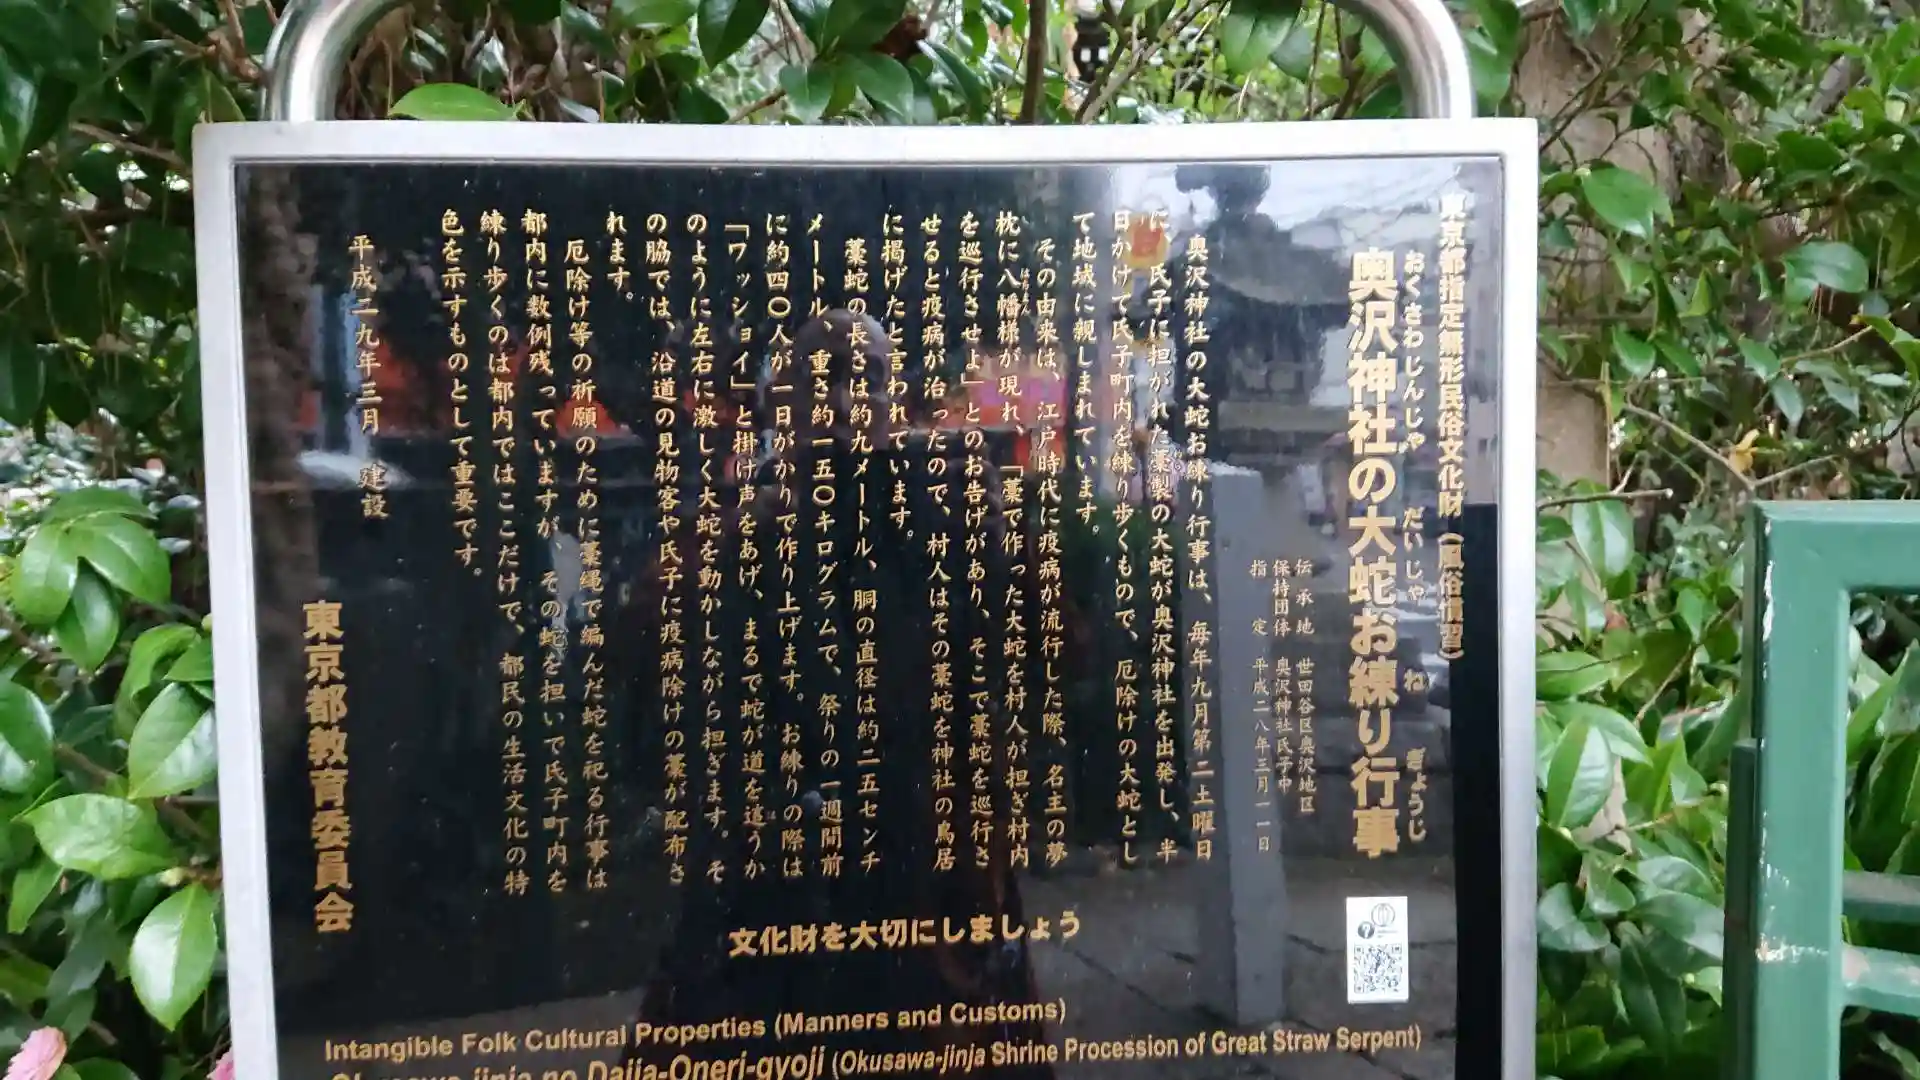 東京都指定無形民俗文化財(風俗慣習)
おくさわじんじゃ だいじゃ ね ぎょうじ
奥沢神社の大蛇お練り行事
伝承地 世田谷区奥沢地区
保持団体 奥沢神社氏子中
指定 平成二八年三月一一日
奥沢神社の大蛇お練り行事は、毎年九月第二土曜日
に、氏子に担がれた藁製の大蛇が奥沢神社を出発し、半
日かけて氏子町内を練り歩くもので、厄除けの大蛇とし
て地域に親しまれています。
その由来は、江戸時代に疫病が流行した際、名主の夢
枕に八幡様が現れ、「藁で作った大蛇を村人が担ぎ村内
を巡行させよ」とのお告げがあり、そこで藁蛇を巡行さ
せると疫病が治ったので、村人はその藁蛇を神社の鳥居
に掲げたと言われています。
藁蛇の長さは約九メートル、胴の直径は約二五センチ
メートル、重さ約一五〇キログラムで、祭りの一週間前
に約四〇人が一日がかりで作り上げます。お練りの際は
「ワッショイ」と掛け声をあげ、まるで蛇が道を這うか
のように左右に激しく大蛇を動かしながら担ぎます。そ
の脇では、沿道の見物客や氏子に疫病除けの藁が配布さ
れます。
厄除け等の祈願のために藁縄で編んだ蛇を祀る行事は
都内に数例残っていますが、その蛇を担いで氏子町内を
練り歩くのは都内ではここだけで、都民の生活文化の特
色を示すものとして重要です。
平成二九年三月 建設
東京都教育委員会
文化財を大切にしましょう
Intangible Folk Cultural Properties (Manners and Customs)
Okusawa-jinja no Daija-Oneri-gyoji (Okusawa-jinja Shrine Procession of Great Straw Serpent)